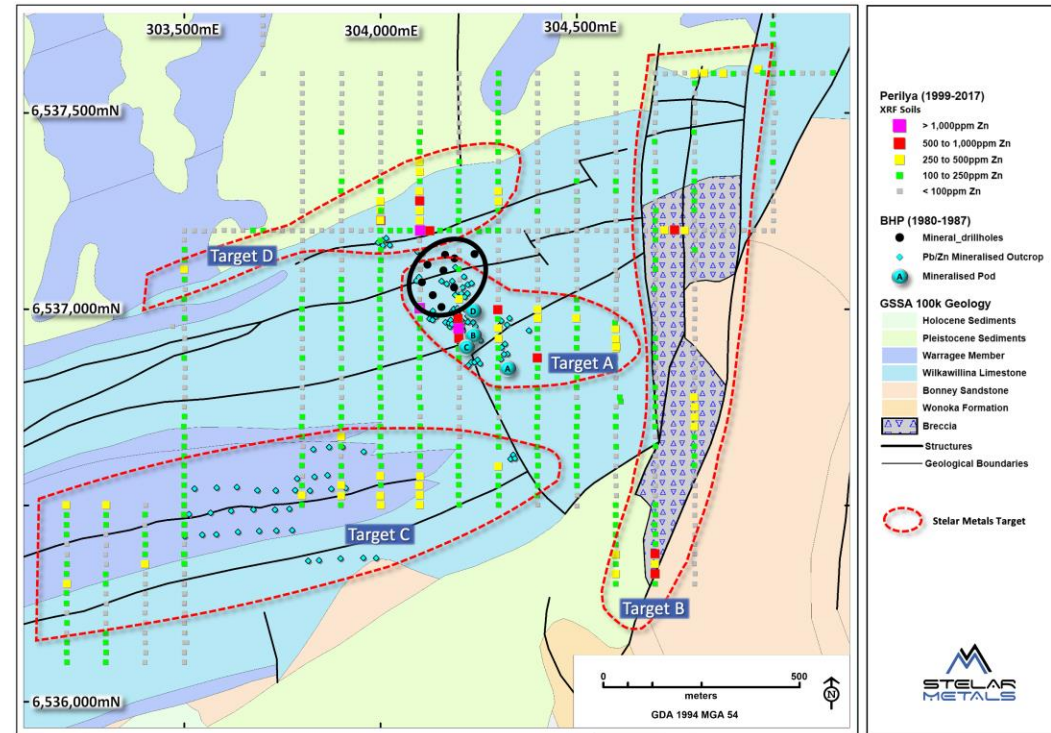 303,500mE
304,000mE
304,500mE
6,537,500mN
6,537,000mN
6,536,000mN
Target D
D
B
C
A
Target A
Target C
Target B
0
500
meters
GDA 1994 MGA 54
N
Perilya (1999-2017)
XRF Soils
> 1,000ppm Zn
500 to 1,000ppm Zn
250 to 500ppm Zn
100 to 250ppm Zn
< 100ppm Zn
BHP (1980-1987)
Mineral_drillholes
Pb/Zn Mineralised Outcrop
A Mineralised Pod
GSSA 100k Geology
Holocene Sediments
Pleistocene Sediments
Warragee Member
Wilkawillina Limestone
Bonney Sandstone
Wonoka Formation
Breccia
Structures
Geological Boundaries
Stelar Metals Target
STELAR
METALS